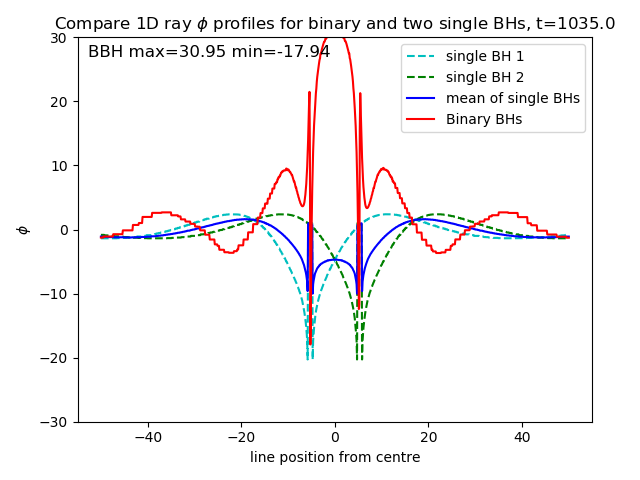 Compare 1D ray ϕ profiles for binary and two single BHs, t=1035.0
BBH max=30.95 min=-17.94
single BH 1
single BH 2
mean of single BHs
Binary BHs
30
20
10
0
−10
−20
−30
ϕ
−40
−20
0
20
40
line position from centre